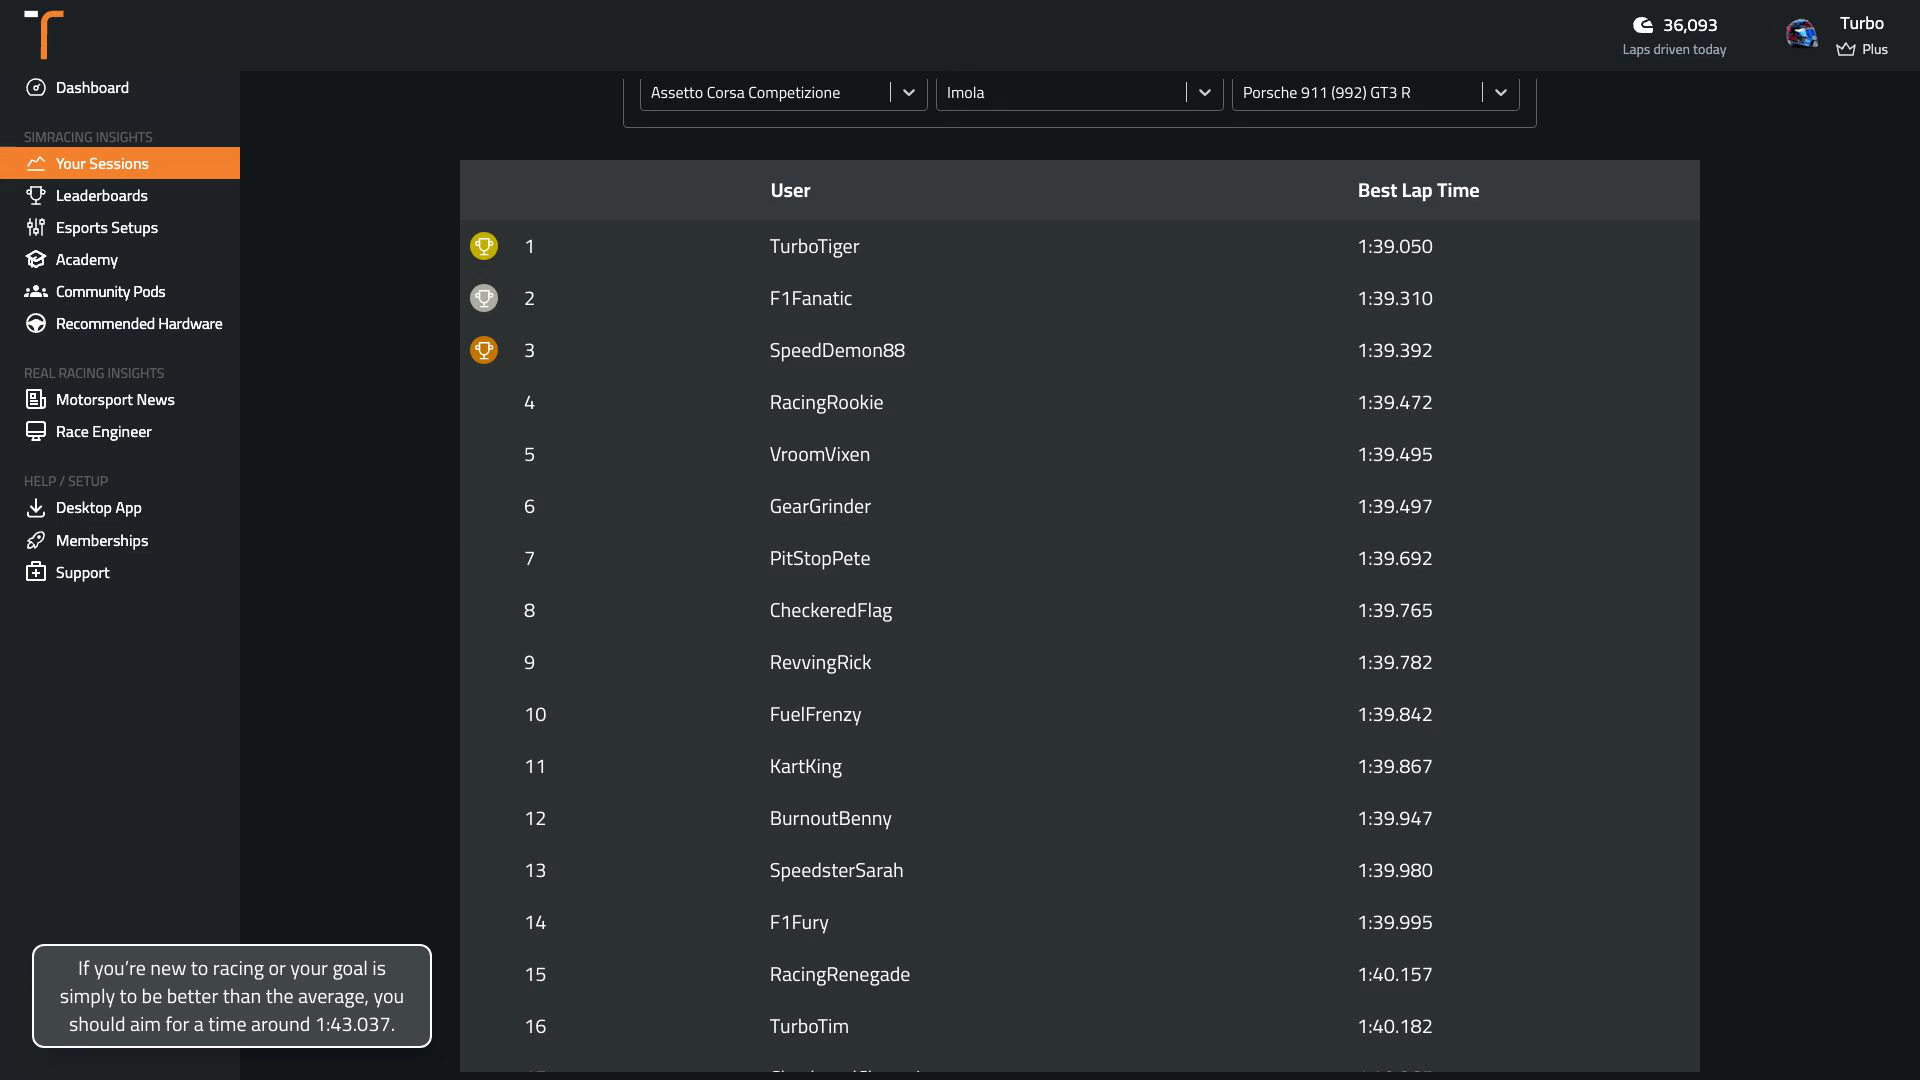 36,093
Laps driven today
Turbo
Plus
Dashboard
SIMRACING INSIGHTS
Your Sessions
Leaderboards
Esports Setups
Academy
Community Pods
Recommended Hardware
REAL RACING INSIGHTS
Motorsport News
Race Engineer
HELP / SETUP
Desktop App
Memberships
Support
Assetto Corsa Competizione
Imola
Porsche 911 (992) GT3 R
User Best Lap Time
1 TurboTiger 1:39.050
2 F1Fanatic 1:39.310
3 SpeedDemon88 1:39.392
4 RacingRookie 1:39.472
5 VroomVixen 1:39.495
6 GearGrinder 1:39.497
7 PitStopPete 1:39.692
8 CheckeredFlag 1:39.765
9 RevvingRick 1:39.782
10 FuelFrenzy 1:39.842
11 KartKing 1:39.867
12 BurnoutBenny 1:39.947
13 SpeedsterSarah 1:39.980
14 F1Fury 1:39.995
15 RacingRenegade 1:40.157
16 TurboTim 1:40.182
If you’re new to racing or your goal is
simply to be better than the average, you
should aim for a time around 1:43.037.